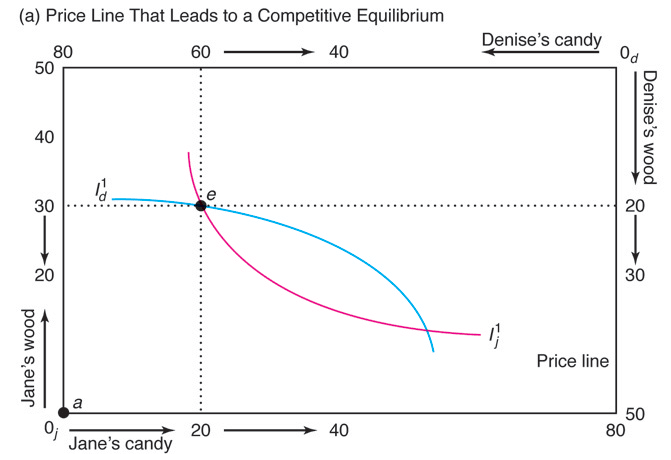 (a) Price Line That Leads to a Competitive Equilibrium
80 60 40 Denise's candy 0d
50
40
30
20
Jane's wood
I1d
e
Denise's wood
20
30
I1j
Price line
a
50
0j Jane's candy 20 40 80